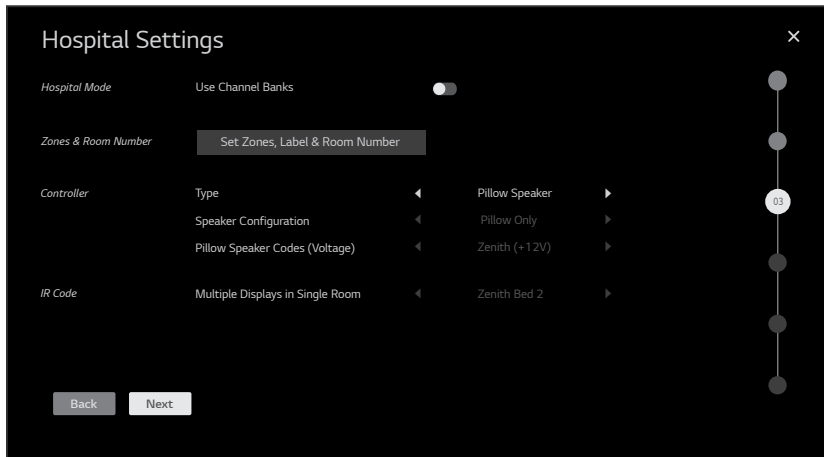 Hospital Settings
Hospital Mode Use Channel Banks
Zones & Room Number Set Zones, Label & Room Number
Controller Type Pillow Speaker
03
Speaker Configuration Pillow Only
Pillow Speaker Codes (Voltage) Zenith (+12V)
IR Code Multiple Displays in Single Room Zenith Bed 2
Back Next